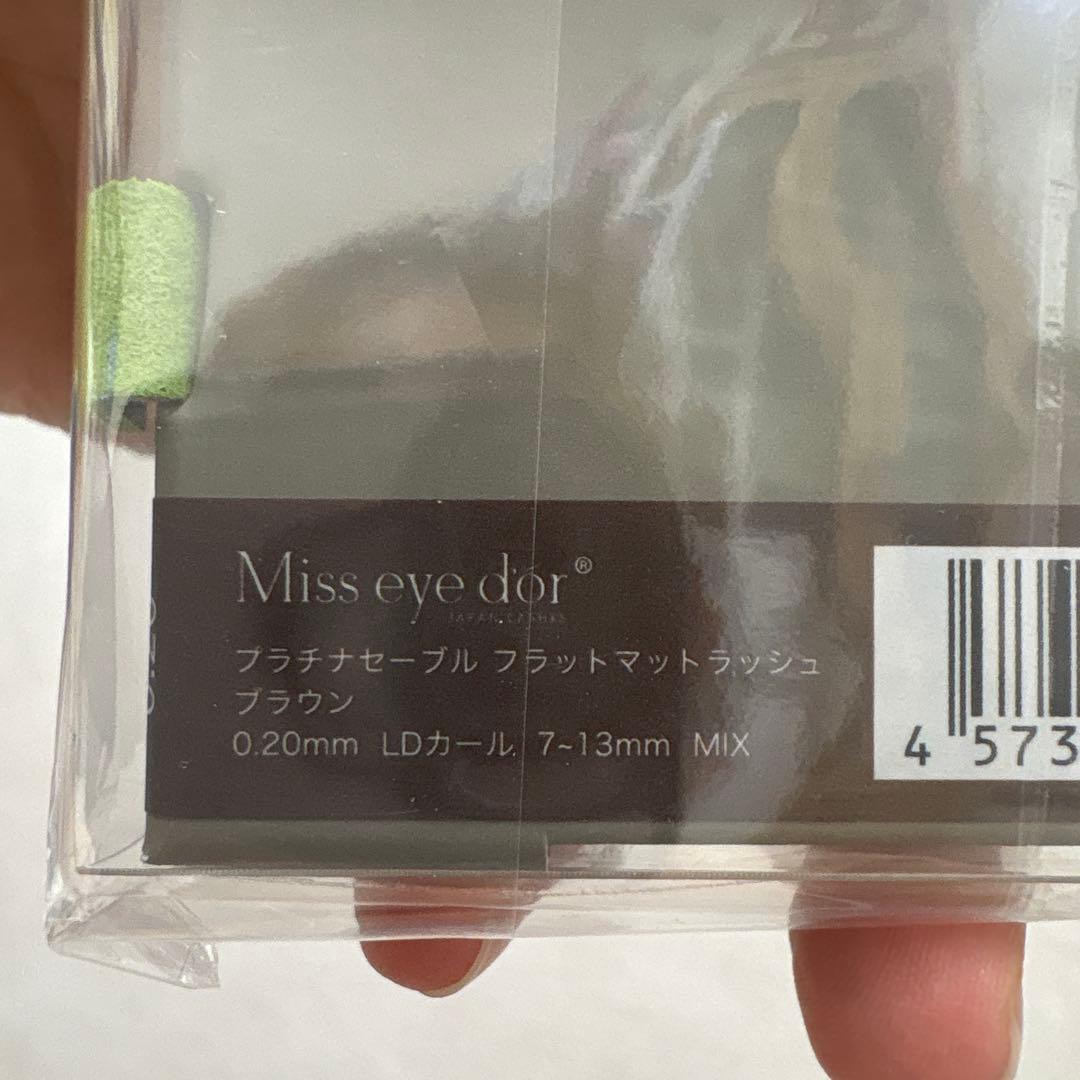 Miss eye d'or®
JAPAN LASHES
プラチナセーブル フラットマットラッシュ
ブラウン
0.20mm LDカール 7~13mm MIX
4 573